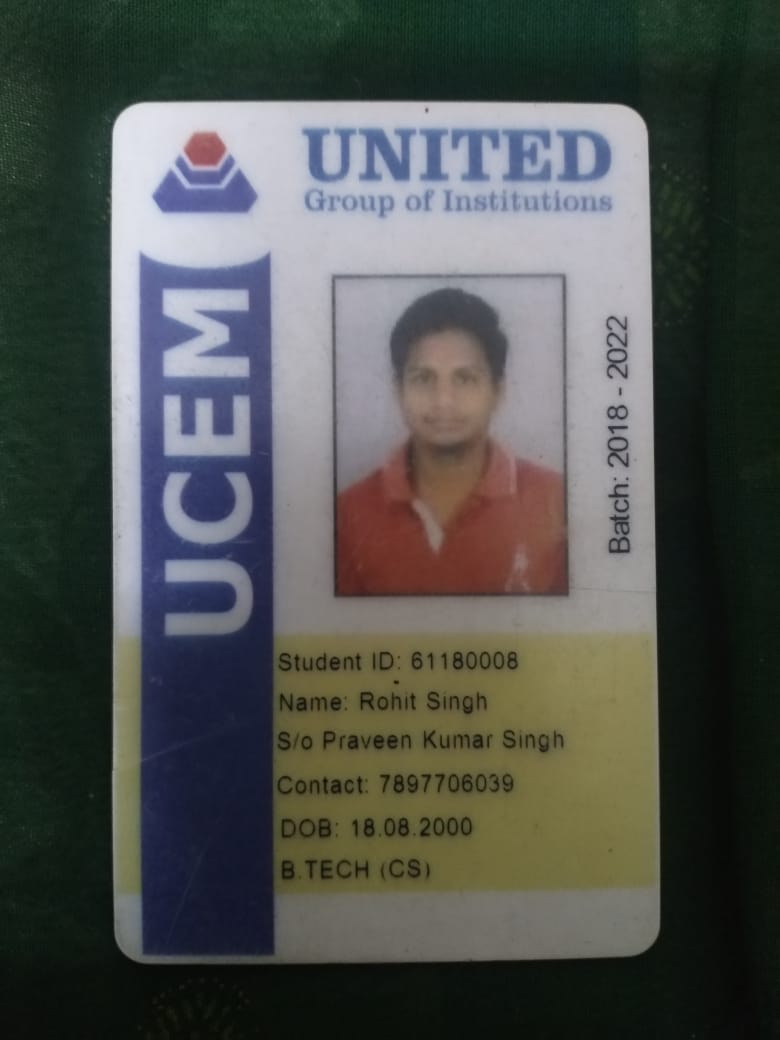 UNITED
Group of Institutions
UCEM
Batch: 2018 - 2022
Student ID: 61180008
Name: Rohit Singh
S/o Praveen Kumar Singh
Contact: 7897706039
DOB: 18.08.2000
B.TECH (CS)